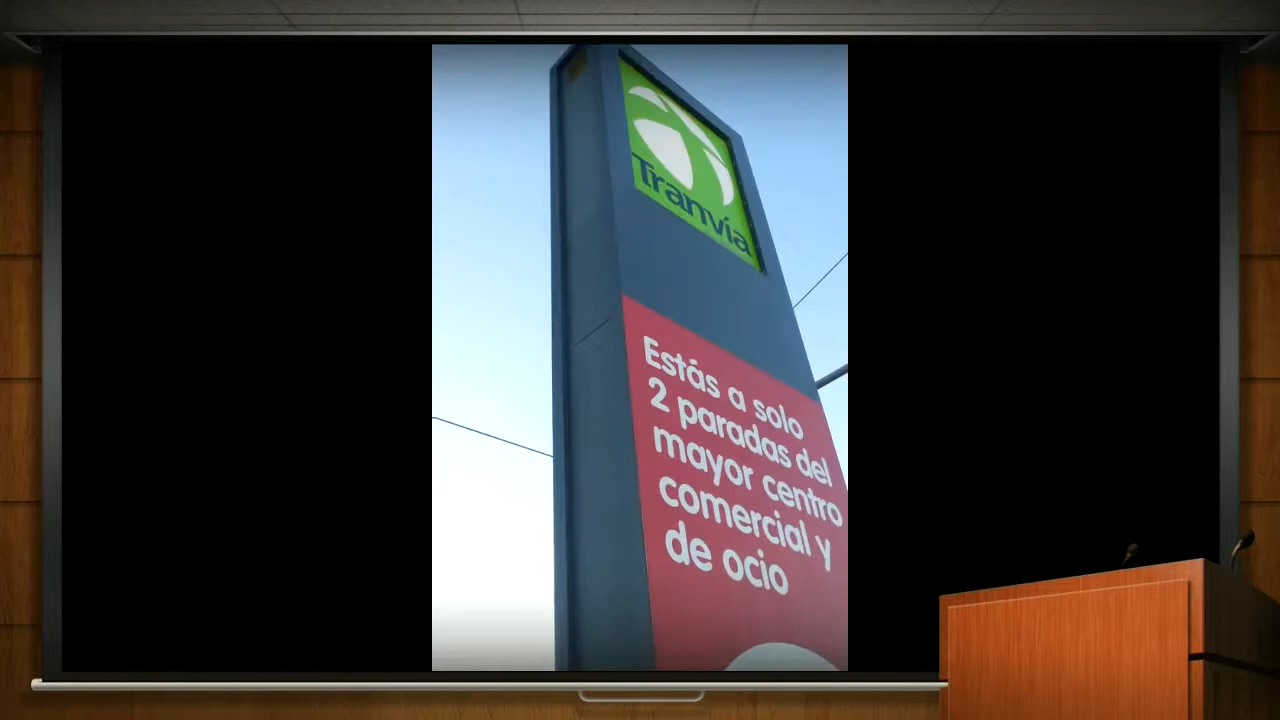 Tranvía
Estás a solo
2 paradas del
mayor centro
comercial y
de ocio